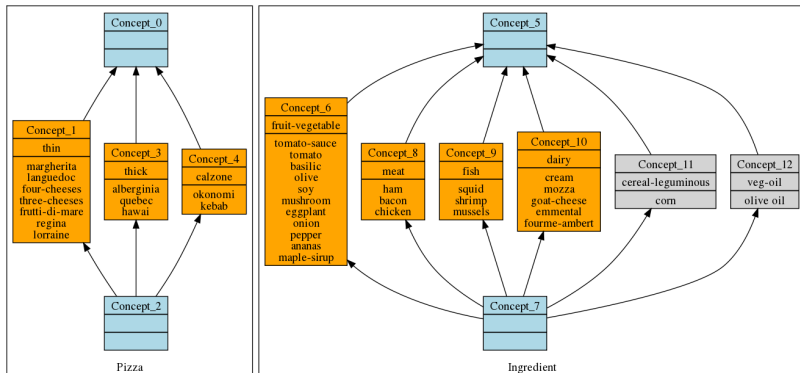 Concept_0
Concept_1
thin
margherita
languedoc
four-cheeses
three-cheeses
frutti-di-mare
regina
lorraine
Concept_3
thick
alberginia
quebec
hawai
Concept_4
calzone
okonomi
kebab
Concept_2
Pizza
Concept_5
Concept_6
fruit-vegetable
tomato-sauce
tomato
basilic
olive
soy
mushroom
eggplant
onion
pepper
ananas
maple-sirup
Concept_8
meat
ham
bacon
chicken
Concept_9
fish
squid
shrimp
mussels
Concept_10
dairy
cream
mozza
goat-cheese
emmental
fourme-ambert
Concept_11
cereal-leguminous
corn
Concept_12
veg-oil
olive oil
Concept_7
Ingredient